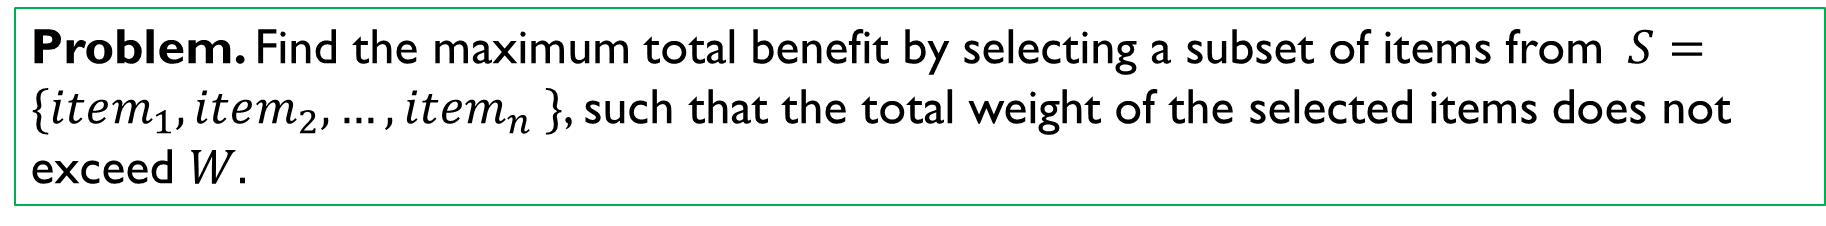 Problem. Find the maximum total benefit by selecting a subset of items from S =
{item₁, item₂, … , itemₙ }, such that the total weight of the selected items does not
exceed W.